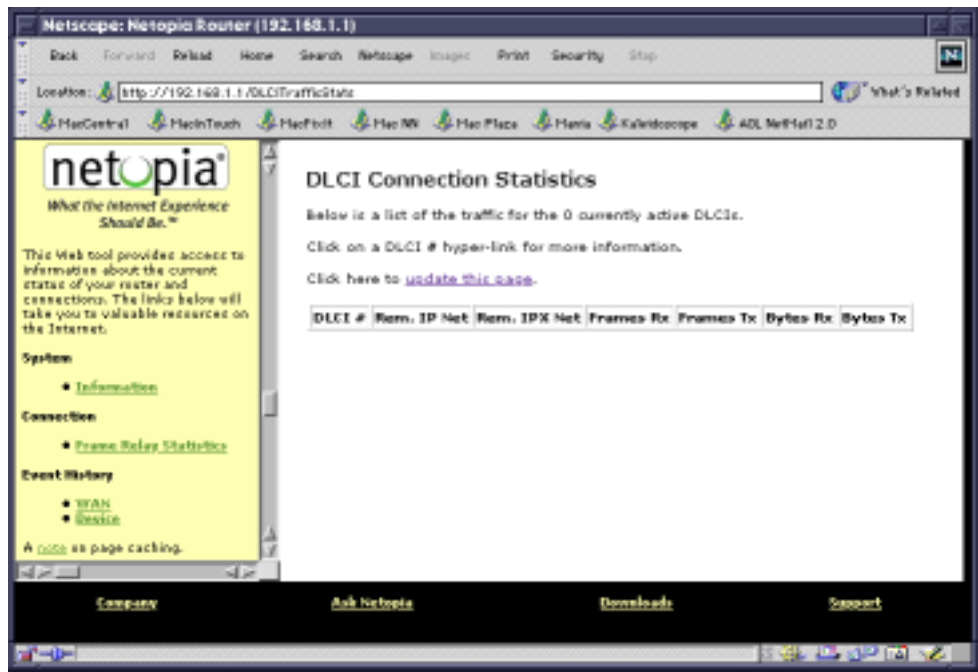 Netscape: Netopia Router (192.168.1.1)
Back Forward Reload Home Search Netscape Images Print Security Stop
Location: http://192.168.1.1/DLCITrafficStats What's Related
MacCentral MacInTouch MacFixIt Mac NN Mac Plaza Mania Kaleidoscope ADL NetMail 2.0
netopia®
What the Internet Experience
Should Be.™
This Web tool provides access to
information about the current
status of your router and
connections. The links below will
take you to valuable resources on
the Internet.
System
• Information
Connection
• Frame Relay Statistics
Event History
• WAN
• Device
A note on page caching.
DLCI Connection Statistics
Below is a list of the traffic for the 0 currently active DLCIs.
Click on a DLCI # hyper-link for more information.
Click here to update this page.
DLCI # Rem. IP Net Rem. IPX Net Frames Rx Frames Tx Bytes Rx Bytes Tx
Company Ask Netopia Downloads Support